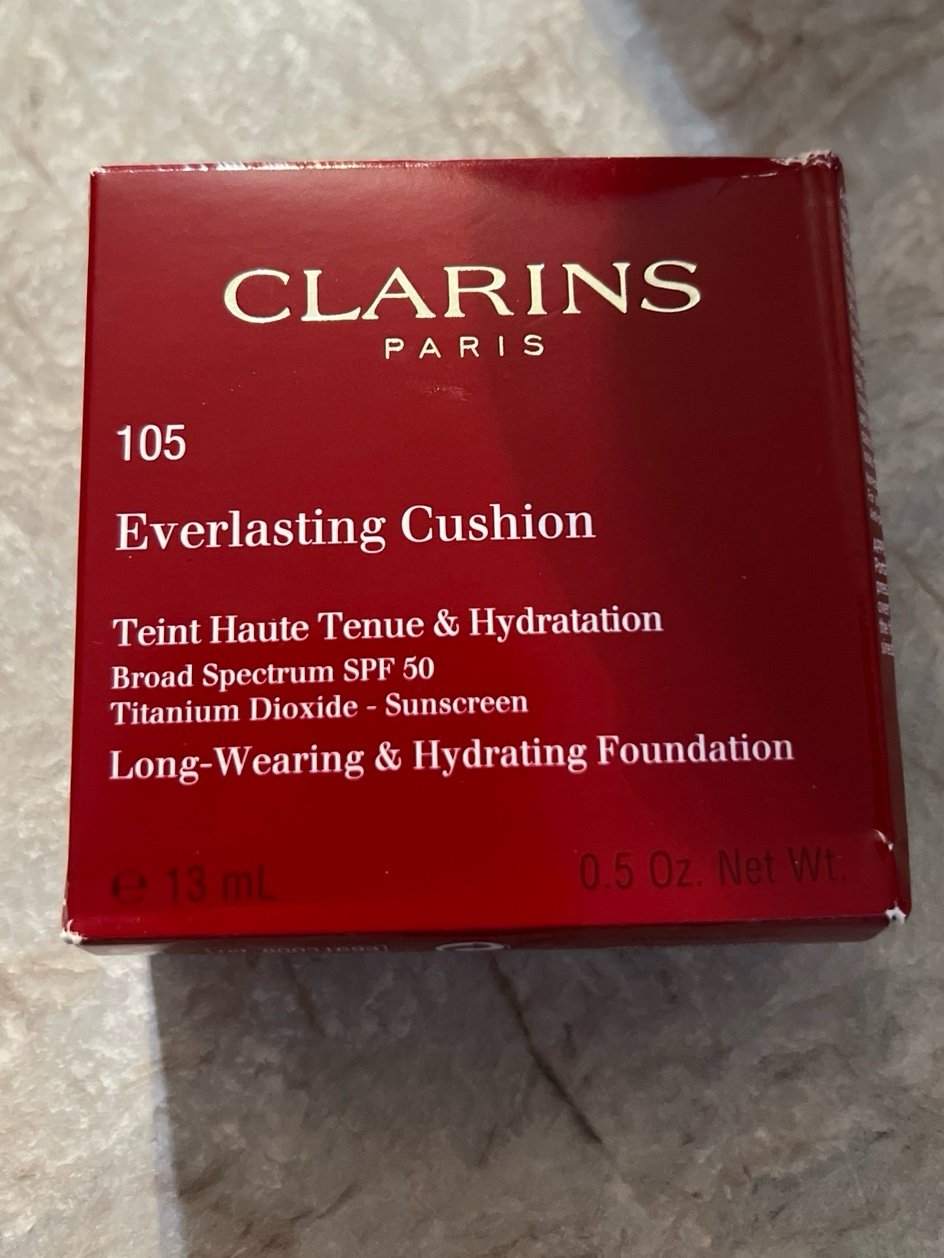 CLARINS
PARIS
105
Everlasting Cushion
Teint Haute Tenue & Hydratation
Broad Spectrum SPF 50
Titanium Dioxide - Sunscreen
Long-Wearing & Hydrating Foundation
℮ 13 mL
0.5 Oz. Net Wt.